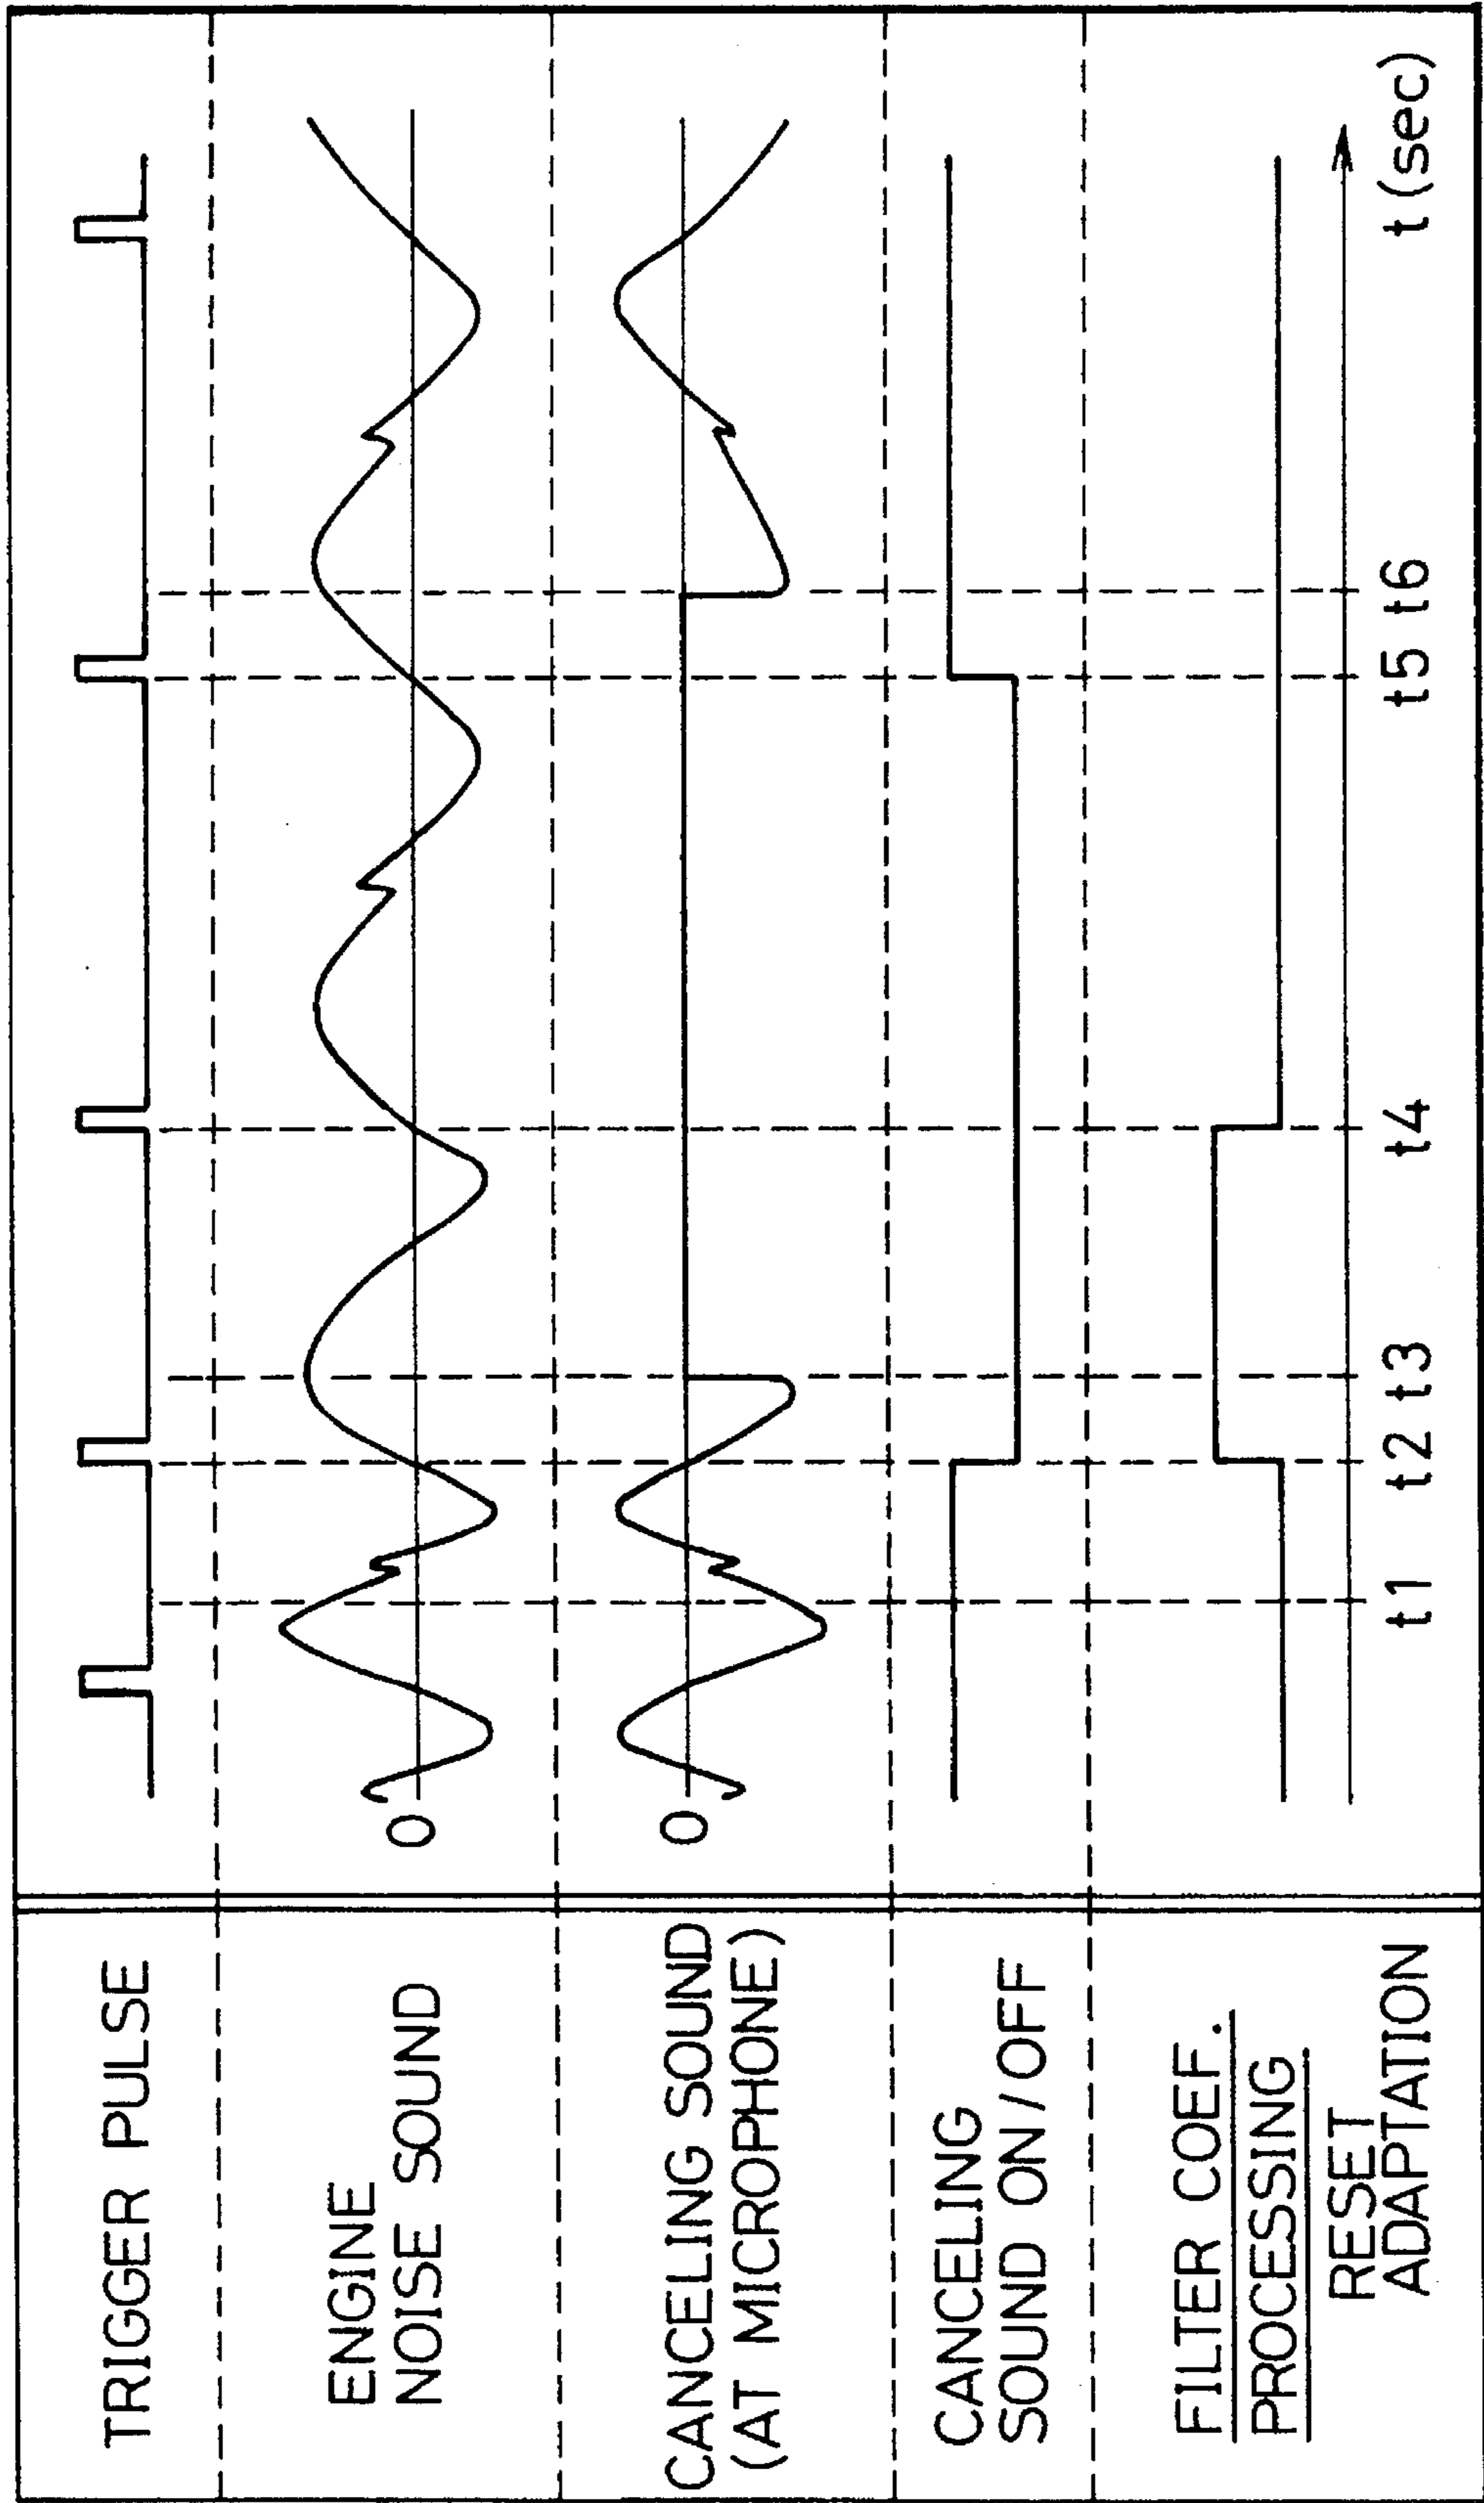 TRIGGER PULSE
ENGINE
NOISE SOUND
0
CANCELING SOUND
(AT MICROPHONE)
0
CANCELING
SOUND ON/OFF
FILTER COEF.
PROCESSING
RESET
ADAPTATION
t1 t2 t3 t4 t5 t6 t (sec)